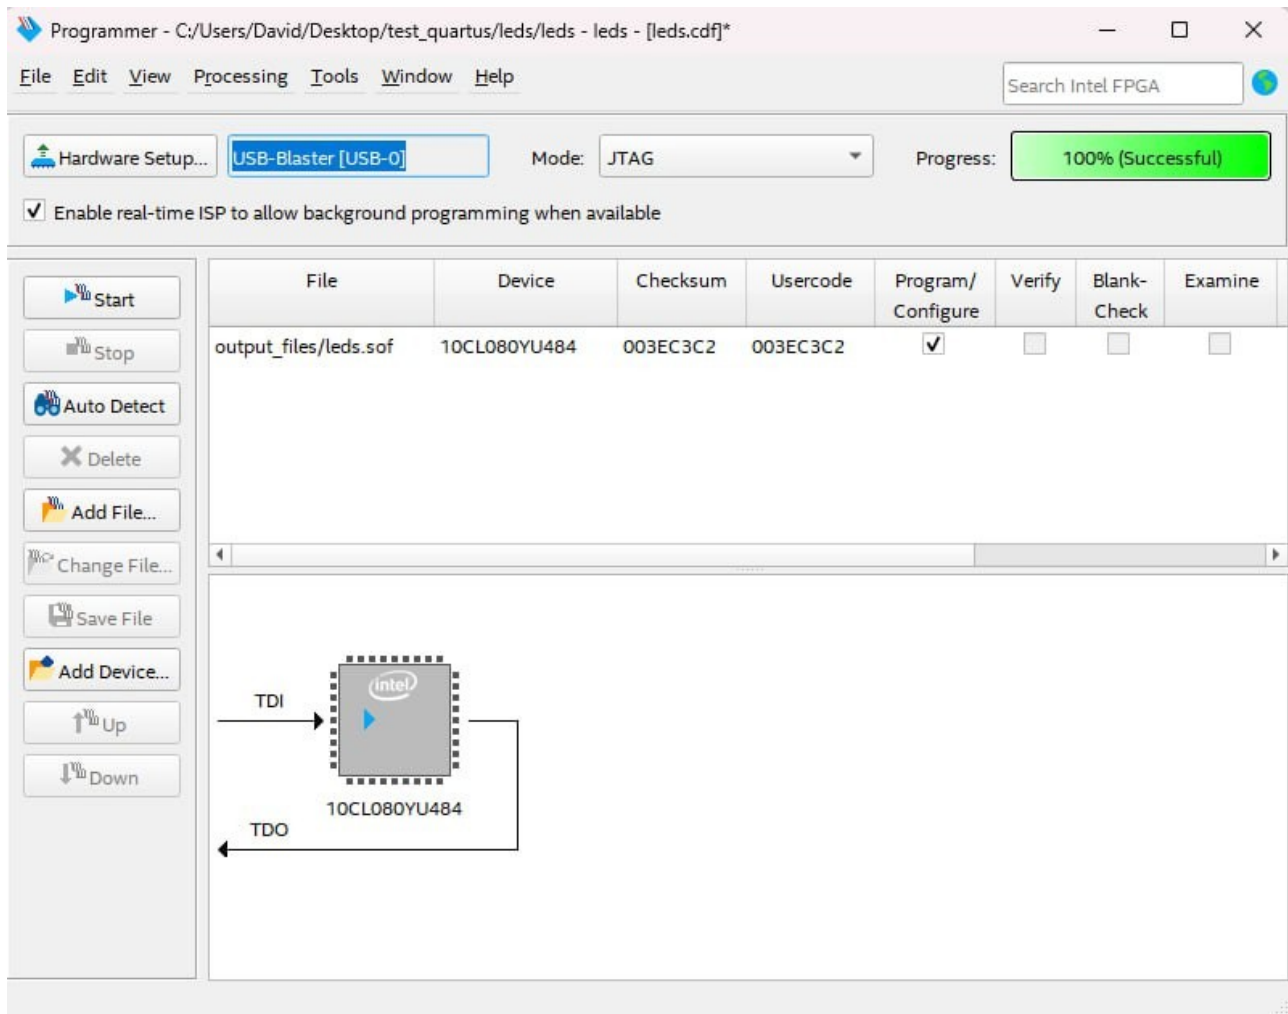 Programmer - C:/Users/David/Desktop/test_quartus/leds/leds - leds - [leds.cdf]*
File Edit View Processing Tools Window Help
Search Intel FPGA
Hardware Setup... USB-Blaster [USB-0] Mode: JTAG Progress: 100% (Successful)
Enable real-time ISP to allow background programming when available
Start
Stop
Auto Detect
Delete
Add File...
Change File...
Save File
Add Device...
Up
Down
File Device Checksum Usercode Program/ Verify Blank- Examine
Configure Check
output_files/leds.sof 10CL080YU484 003EC3C2 003EC3C2
intel
TDI
10CL080YU484
TDO